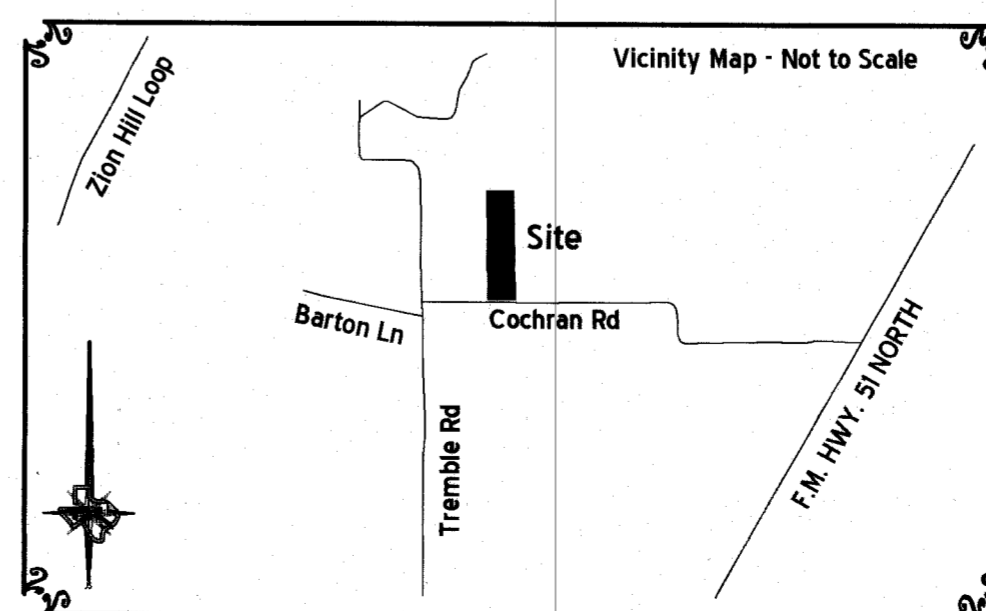 Vicinity Map - Not to Scale
Zion Hill Loop
Site
Barton Ln
Cochran Rd
F.M. HWY. 51 NORTH
Tremble Rd